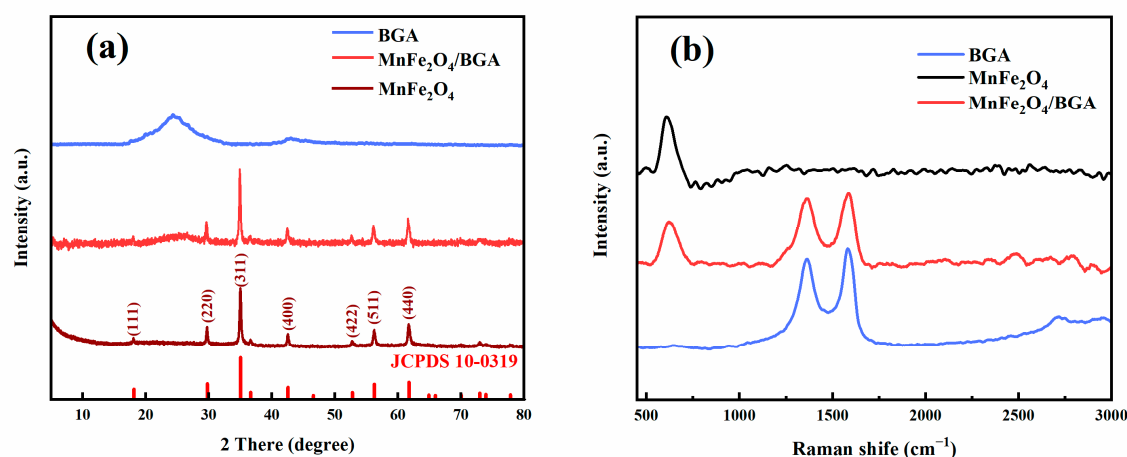 (a)
BGA
MnFe₂O₄/BGA
MnFe₂O₄
Intensity (a.u.)
(111)
(220)
(311)
(400)
(422)
(511)
(440)
JCPDS 10-0319
10 20 30 40 50 60 70 80
2 There (degree)
(b)
BGA
MnFe₂O₄
MnFe₂O₄/BGA
Intensity (a.u.)
500 1000 1500 2000 2500 3000
Raman shife (cm⁻¹)